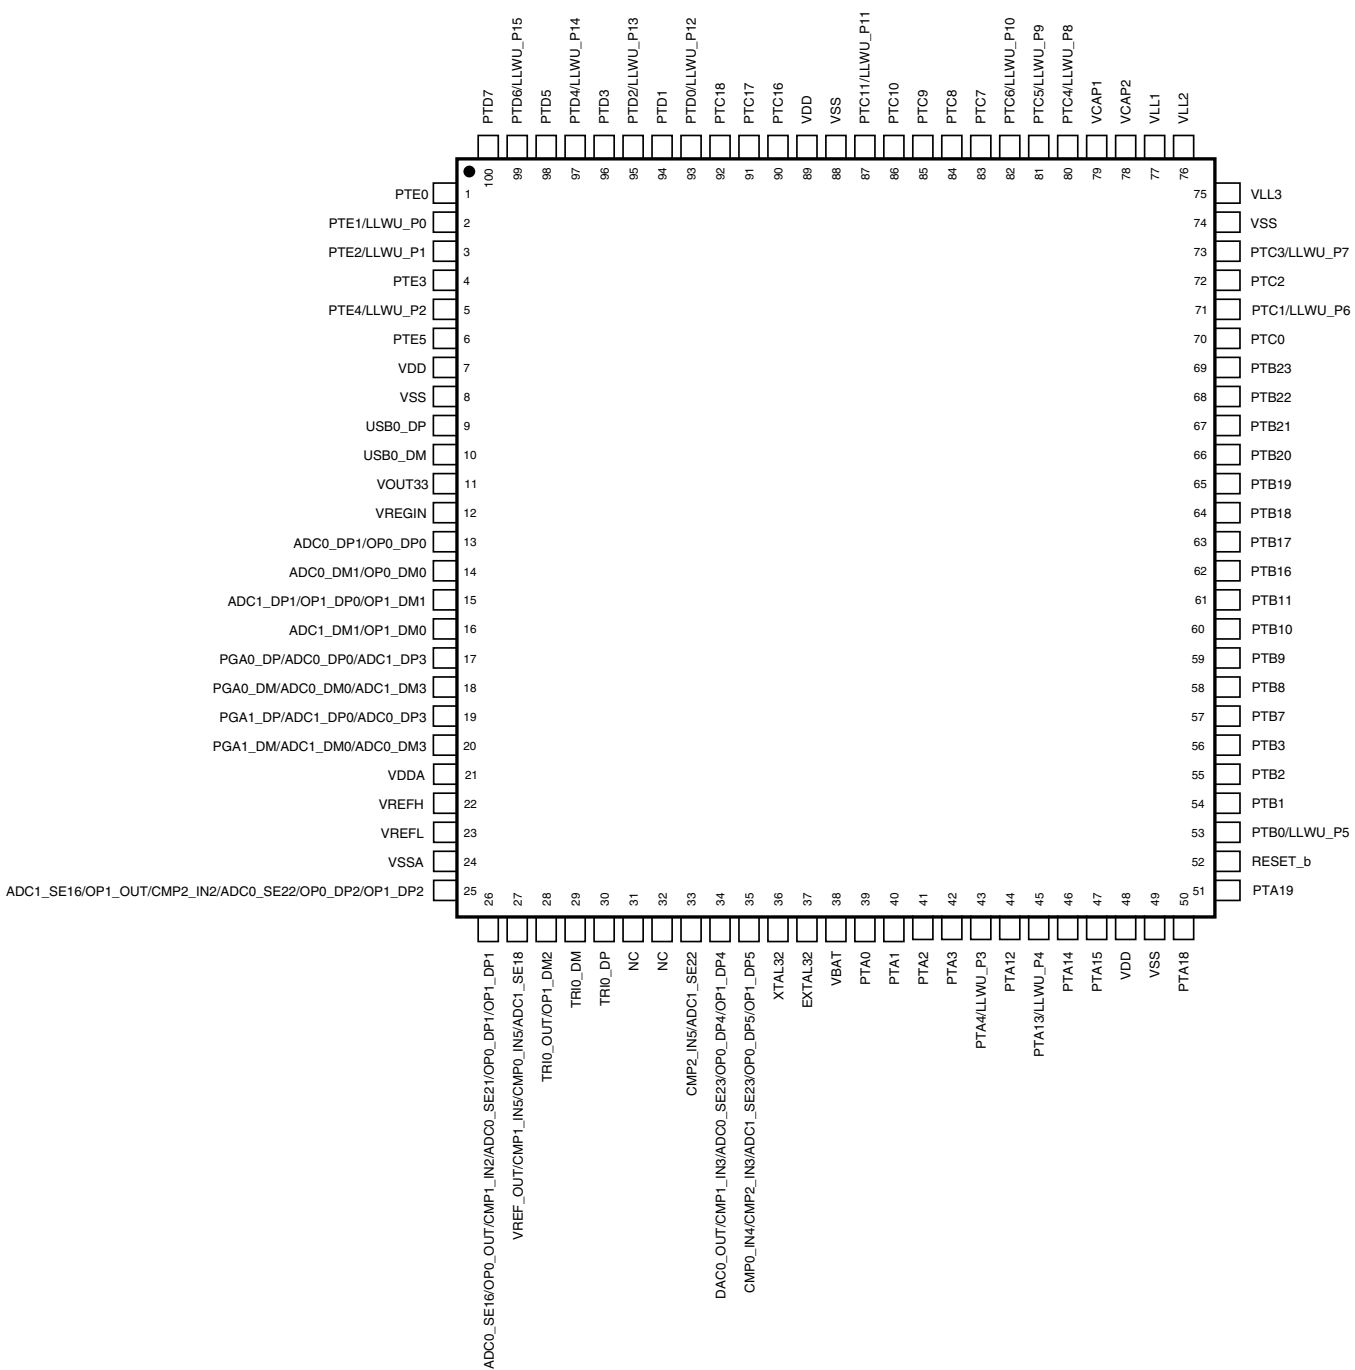 PTD7
PTD6/LLWU_P15
PTD5
PTD4/LLWU_P14
PTD3
PTD2/LLWU_P13
PTD1
PTD0/LLWU_P12
PTC18
PTC17
PTC16
VDD
VSS
PTC11/LLWU_P11
PTC10
PTC9
PTC8
PTC7
PTC6/LLWU_P10
PTC5/LLWU_P9
PTC4/LLWU_P8
VCAP1
VCAP2
VLL1
VLL2
100
99
98
97
96
95
94
93
92
91
90
89
88
87
86
85
84
83
82
81
80
79
78
77
76
PTE0 1
PTE1/LLWU_P0 2
PTE2/LLWU_P1 3
PTE3 4
PTE4/LLWU_P2 5
PTE5 6
VDD 7
VSS 8
USB0_DP 9
USB0_DM 10
VOUT33 11
VREGIN 12
ADC0_DP1/OP0_DP0 13
ADC0_DM1/OP0_DM0 14
ADC1_DP1/OP1_DP0/OP1_DM1 15
ADC1_DM1/OP1_DM0 16
PGA0_DP/ADC0_DP0/ADC1_DP3 17
PGA0_DM/ADC0_DM0/ADC1_DM3 18
PGA1_DP/ADC1_DP0/ADC0_DP3 19
PGA1_DM/ADC1_DM0/ADC0_DM3 20
VDDA 21
VREFH 22
VREFL 23
VSSA 24
ADC1_SE16/OP1_OUT/CMP2_IN2/ADC0_SE22/OP0_DP2/OP1_DP2 25
75 VLL3
74 VSS
73 PTC3/LLWU_P7
72 PTC2
71 PTC1/LLWU_P6
70 PTC0
69 PTB23
68 PTB22
67 PTB21
66 PTB20
65 PTB19
64 PTB18
63 PTB17
62 PTB16
61 PTB11
60 PTB10
59 PTB9
58 PTB8
57 PTB7
56 PTB3
55 PTB2
54 PTB1
53 PTB0/LLWU_P5
52 RESET_b
51 PTA19
26
27
28
29
30
31
32
33
34
35
36
37
38
39
40
41
42
43
44
45
46
47
48
49
50
ADC0_SE16/OP0_OUT/CMP1_IN2/ADC0_SE21/OP0_DP1/OP1_DP1
VREF_OUT/CMP1_IN5/CMP0_IN5/ADC1_SE18
TRI0_OUT/OP1_DM2
TRI0_DM
TRI0_DP
NC
NC
CMP2_IN5/ADC1_SE22
DAC0_OUT/CMP1_IN3/ADC0_SE23/OP0_DP4/OP1_DP4
CMP0_IN4/CMP2_IN3/ADC1_SE23/OP0_DP5/OP1_DP5
XTAL32
EXTAL32
VBAT
PTA0
PTA1
PTA2
PTA3
PTA4/LLWU_P3
PTA12
PTA13/LLWU_P4
PTA14
PTA15
VDD
VSS
PTA18